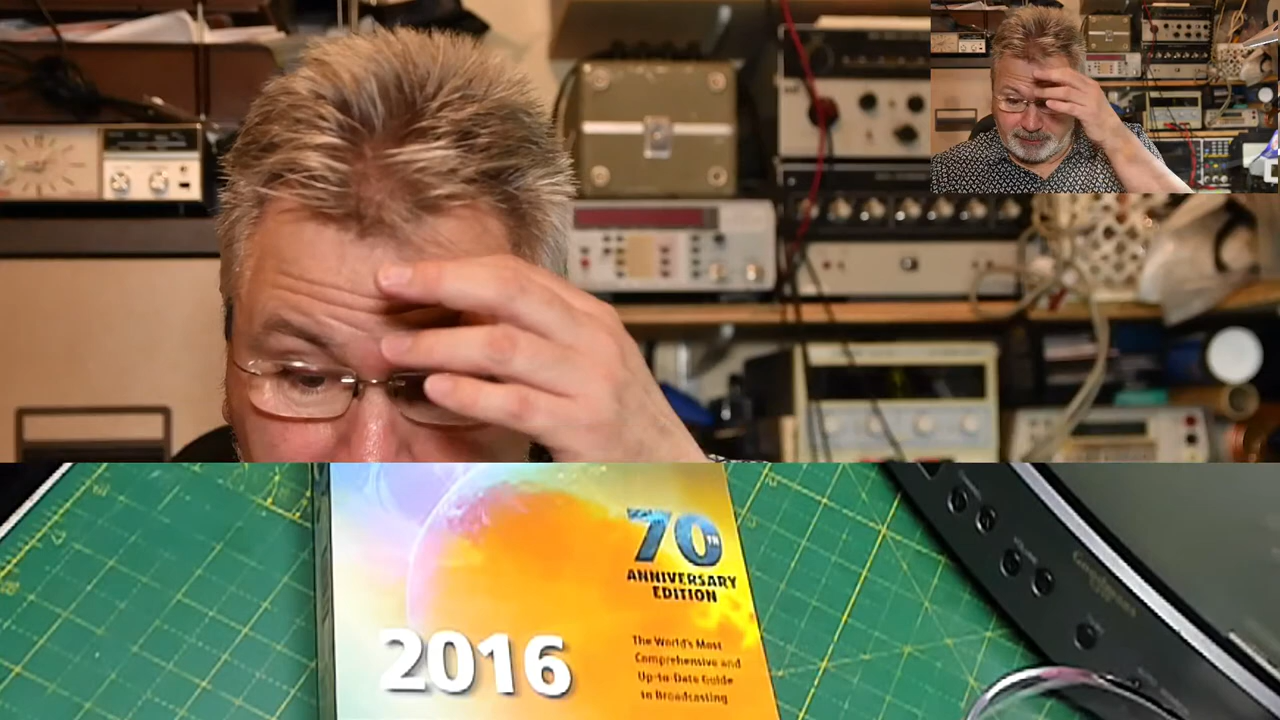 70TH
ANNIVERSARY
EDITION
2016
The World's Most
Comprehensive and
Up-to-Date Guide
to Broadcasting